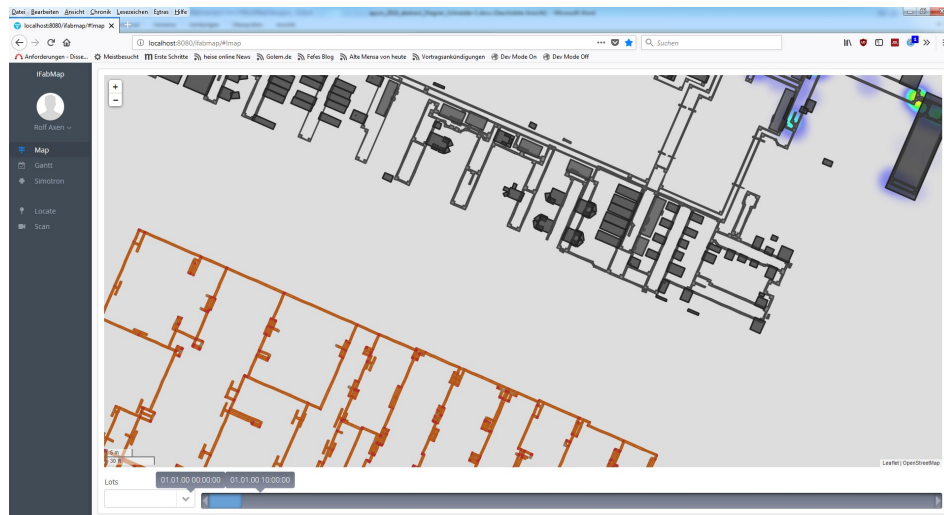 Datei Bearbeiten Ansicht Chronik Lesezeichen Extras Hilfe
localhost:8080/ifabmap/#!map
localhost:8080/ifabmap/#!map
Suchen
Anforderungen - Disse... Meistbesucht Erste Schritte heise online News Golem.de Fefes Blog Alte Mensa von heute Vortragsankündigungen Dev Mode On Dev Mode Off
IFabMap
Rolf Axen
Map
Gantt
Simotron
Locate
Scan
+
−
5 m
30 ft
Leaflet | OpenStreetMap
Lots
01.01.00 00:00:00 01.01.00 10:00:00